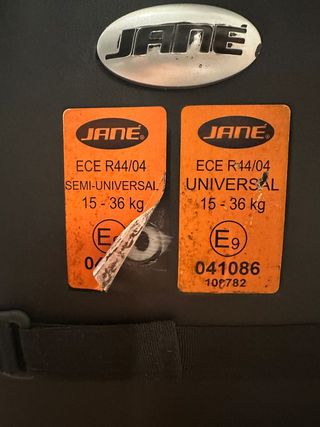 JANÉ
JANÉ
ECE R44/04
SEMI-UNIVERSAL
15 - 36 kg
E
04
JANÉ
ECE R44/04
UNIVERSAL
15 - 36 kg
E9
041086